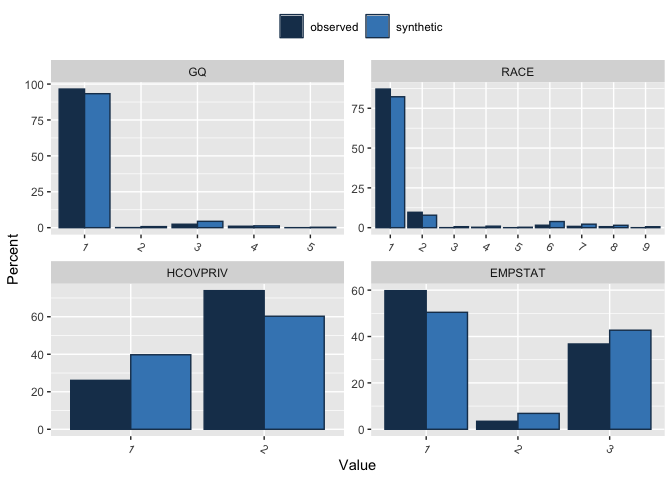 observed synthetic
GQ RACE
100
75
50
25
0
75
50
25
0
1 2 3 4 5 1 2 3 4 5 6 7 8 9
Percent
HCOVPRIV EMPSTAT
60
40
20
0
60
40
20
0
1 2 1 2 3
Value